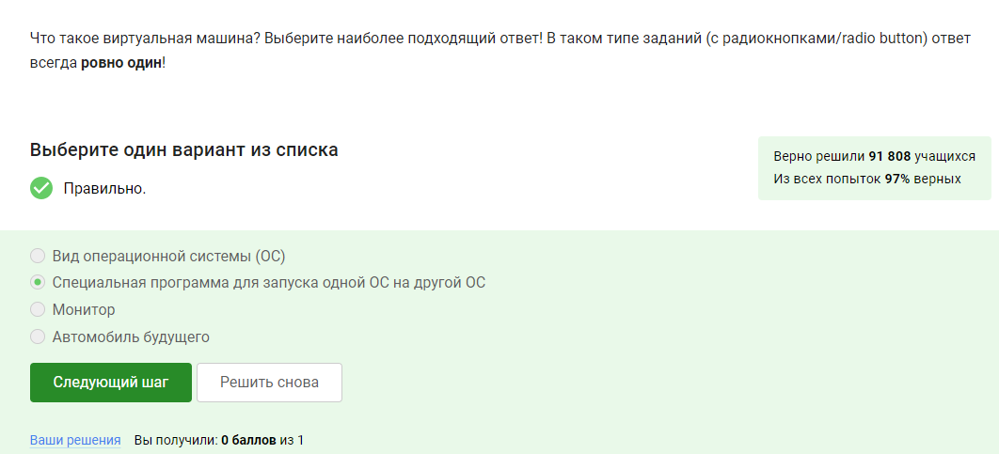 Что такое виртуальная машина? Выберите наиболее подходящий ответ! В таком типе заданий (с радиокнопками/radio button) ответ
всегда ровно один!
Выберите один вариант из списка
Правильно.
Верно решили 91 808 учащихся
Из всех попыток 97% верных
Вид операционной системы (ОС)
Специальная программа для запуска одной ОС на другой ОС
Монитор
Автомобиль будущего
Следующий шаг
Решить снова
Ваши решения Вы получили: 0 баллов из 1